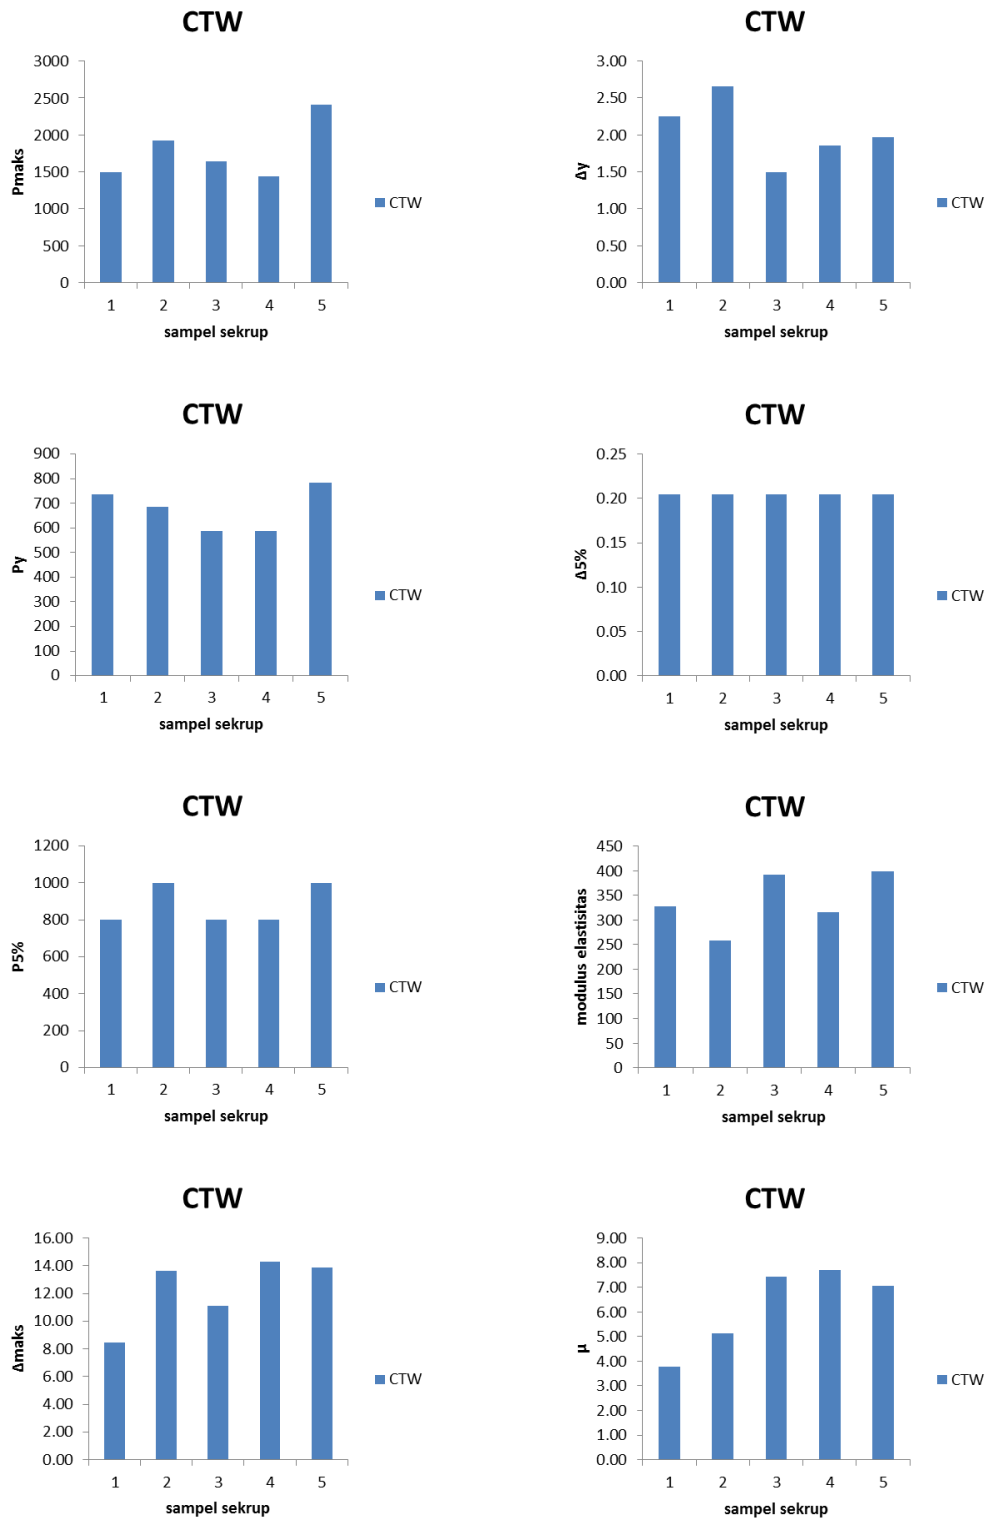 CTW
3000
2500
2000
1500
1000
500
0
Pmaks
1 2 3 4 5
sampel sekrup
CTW
CTW
3.00
2.50
2.00
1.50
1.00
0.50
0.00
Δy
1 2 3 4 5
sampel sekrup
CTW
CTW
900
800
700
600
500
400
300
200
100
0
Py
1 2 3 4 5
sampel sekrup
CTW
CTW
0.25
0.20
0.15
0.10
0.05
0.00
Δ5%
1 2 3 4 5
sampel sekrup
CTW
CTW
1200
1000
800
600
400
200
0
P5%
1 2 3 4 5
sampel sekrup
CTW
CTW
450
400
350
300
250
200
150
100
50
0
modulus elastisitas
1 2 3 4 5
sampel sekrup
CTW
CTW
16.00
14.00
12.00
10.00
8.00
6.00
4.00
2.00
0.00
Δmaks
1 2 3 4 5
sampel sekrup
CTW
CTW
9.00
8.00
7.00
6.00
5.00
4.00
3.00
2.00
1.00
0.00
μ
1 2 3 4 5
sampel sekrup
CTW